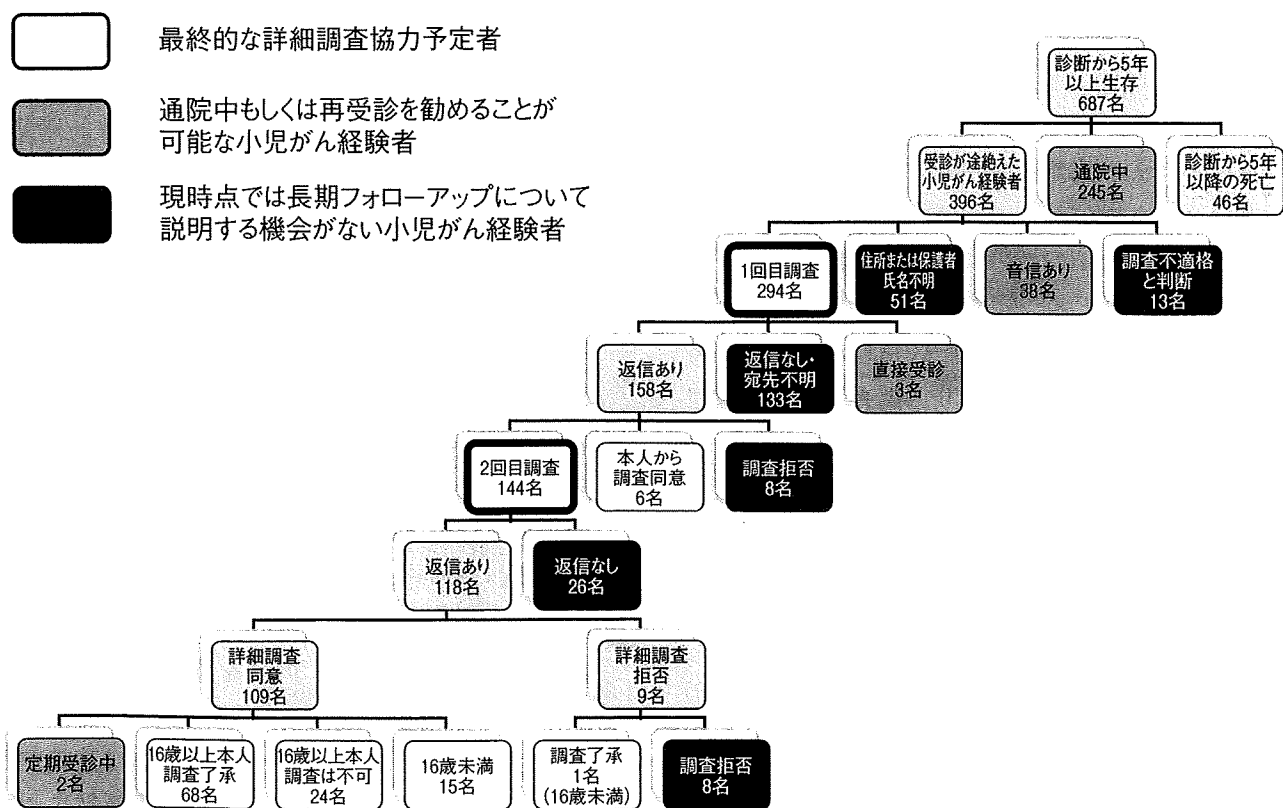 最終的な詳細調査協力予定者
通院中もしくは再受診を勧めることが
可能な小児がん経験者
現時点では長期フォローアップについて
説明する機会がない小児がん経験者
診断から5年
以上生存
687名
受診が途絶えた
小児がん経験者
396名
通院中
245名
診断から5年
以降の死亡
46名
1回目調査
294名
住所または保護者
氏名不明
51名
音信あり
38名
調査不適格
と判断
13名
返信あり
158名
返信なし・
宛先不明
133名
直接受診
3名
2回目調査
144名
本人から
調査同意
6名
調査拒否
8名
返信あり
118名
返信なし
26名
詳細調査
同意
109名
詳細調査
拒否
9名
定期受診中
2名
16歳以上本人
調査了承
68名
16歳以上本人
調査は不可
24名
16歳未満
15名
調査了承
1名
(16歳未満)
調査拒否
8名